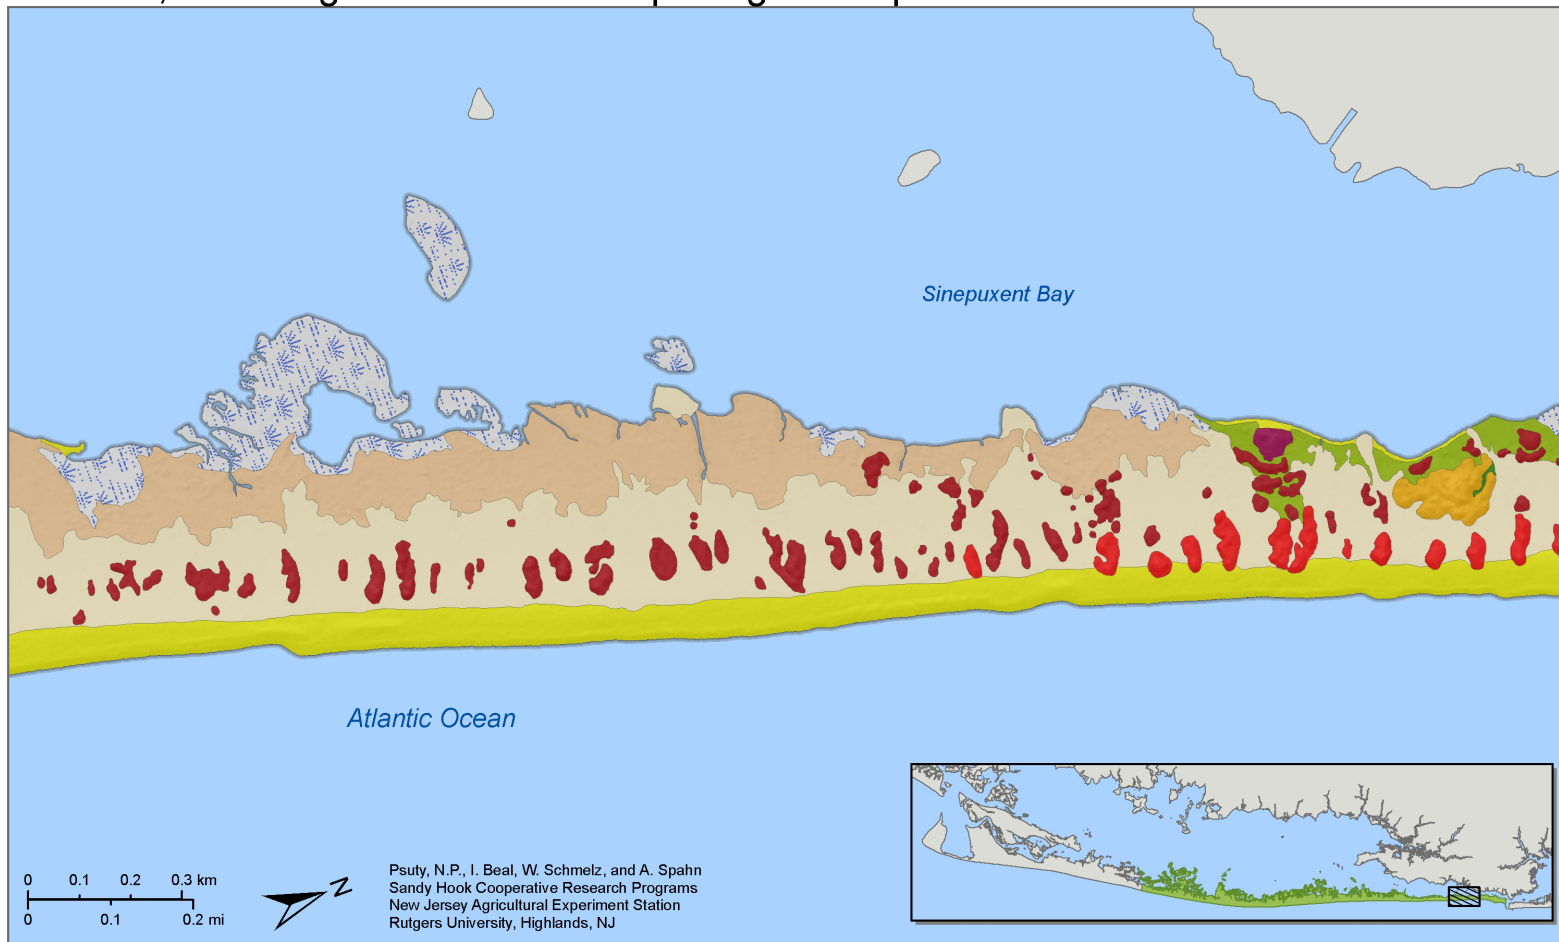 Sinepuxent Bay
Atlantic Ocean
0 0.1 0.2 0.3 km
0 0.1 0.2 mi
N
Psuty, N.P., I. Beal, W. Schmelz, and A. Spahn
Sandy Hook Cooperative Research Programs
New Jersey Agricultural Experiment Station
Rutgers University, Highlands, NJ